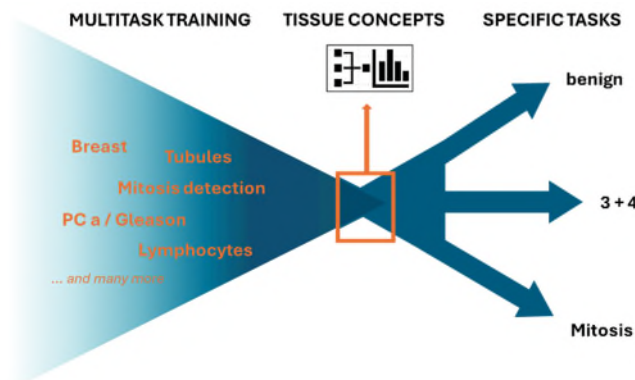 MULTITASK TRAINING
TISSUE CONCEPTS
SPECIFIC TASKS
benign
Breast
Tubules
Mitosis detection
3 + 4
PC a / Gleason
Lymphocytes
... and many more
Mitosis